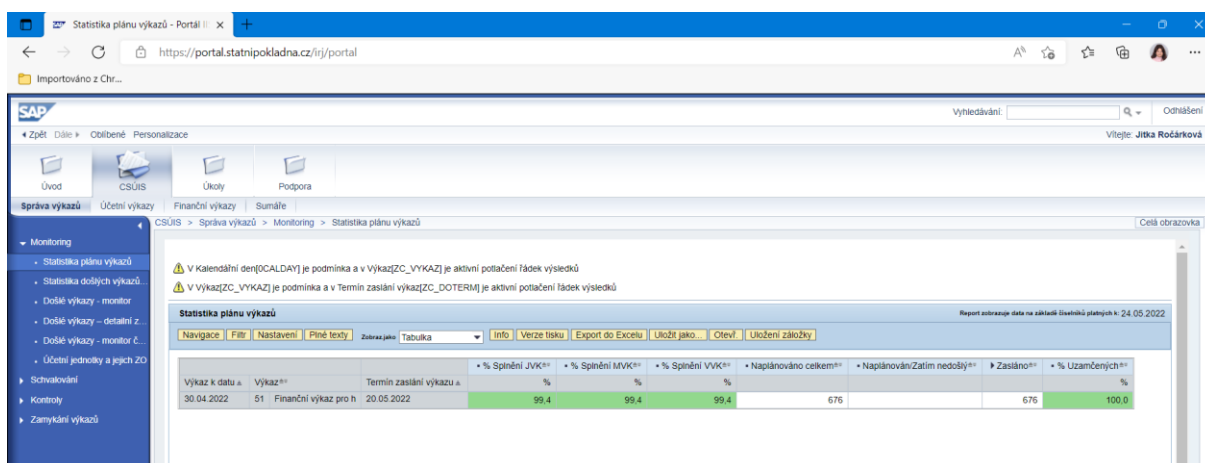 Statistika plánu výkazů - Portál II
https://portal.statnipokladna.cz/irj/portal
Importováno z Chr...
SAP
Vyhledávání:
Odhlášení
Zpět Dále Oblíbené Personalizace
Vítejte: Jitka Ročárková
Úvod CSÚIS Úkoly Podpora
Správa výkazů Účetní výkazy Finanční výkazy Sumáře
CSÚIS > Správa výkazů > Monitoring > Statistika plánu výkazů
Celá obrazovka
Monitoring
Statistika plánu výkazů
Statistika došlých výkazů...
Došlé výkazy - monitor
Došlé výkazy – detailní z...
Došlé výkazy - monitor č...
Účetní jednotky a jejich ZO
Schvalování
Kontroly
Zamykání výkazů
V Kalendářní den[0CALDAY] je podmínka a v Výkaz[ZC_VYKAZ] je aktivní potlačení řádek výsledků
V Výkaz[ZC_VYKAZ] je podmínka a v Termín zaslání výkaz[ZC_DOTERM] je aktivní potlačení řádek výsledků
Statistika plánu výkazů
Report zobrazuje data na základě číselníků platných k: 24.05.2022
Navigace Filtr Nastavení Plné texty Zobraz jako Tabulka Info Verze tisku Export do Excelu Uložit jako... Otevř. Uložení záložky
% Splnění JVK % Splnění MVK % Splnění VVK Naplánováno celkem Naplánován/Zatím nedošlý Zasláno % Uzamčených
Výkaz k datu Výkaz Termín zaslání výkazu % % % %
30.04.2022 51 Finanční výkaz pro h 20.05.2022 99,4 99,4 99,4 676 676 100,0